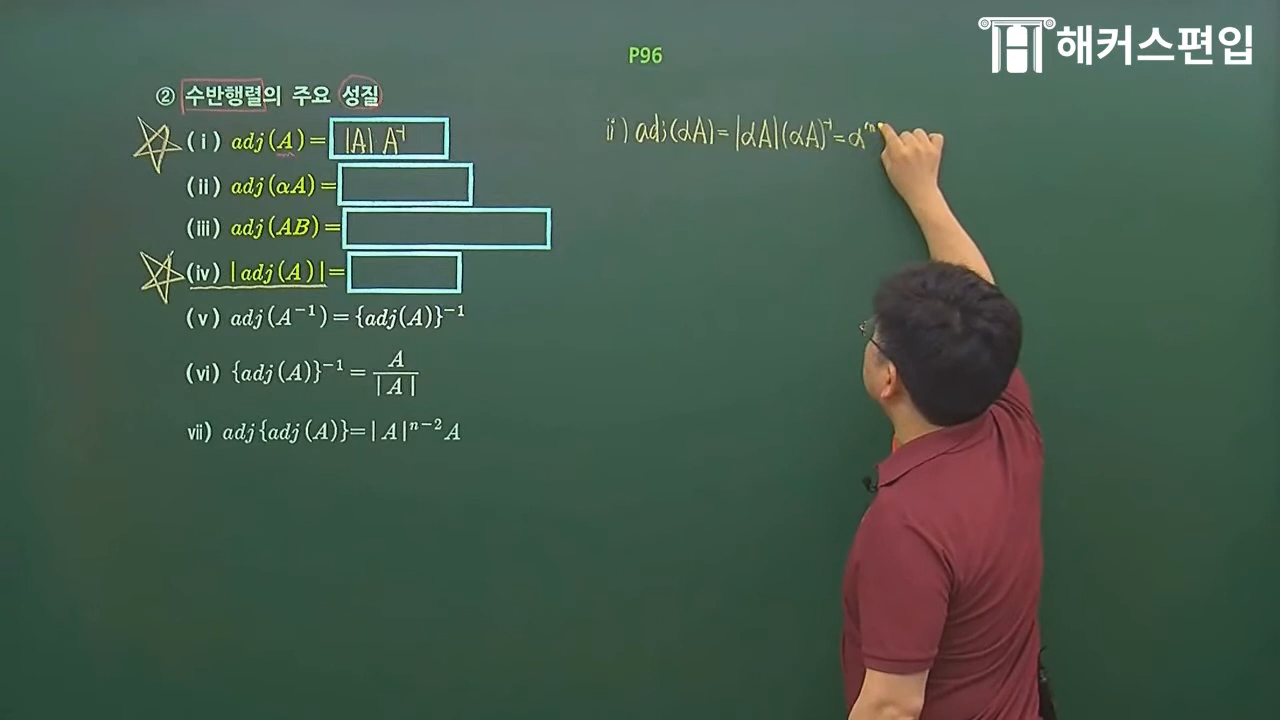 해커스편입
P96
② 수반행렬의 주요 성질
(ⅰ) adj(A)= |A| A⁻¹
(ⅱ) adj(αA)=
(ⅲ) adj(AB)=
(ⅳ) |adj(A)|=
(ⅴ) adj(A⁻¹)={adj(A)}⁻¹
(ⅵ) {adj(A)}⁻¹= A/|A|
ⅶ) adj{adj(A)}=|A|ⁿ⁻²A
ⅱ) adj(αA)=|αA|(αA)⁻¹=αⁿ